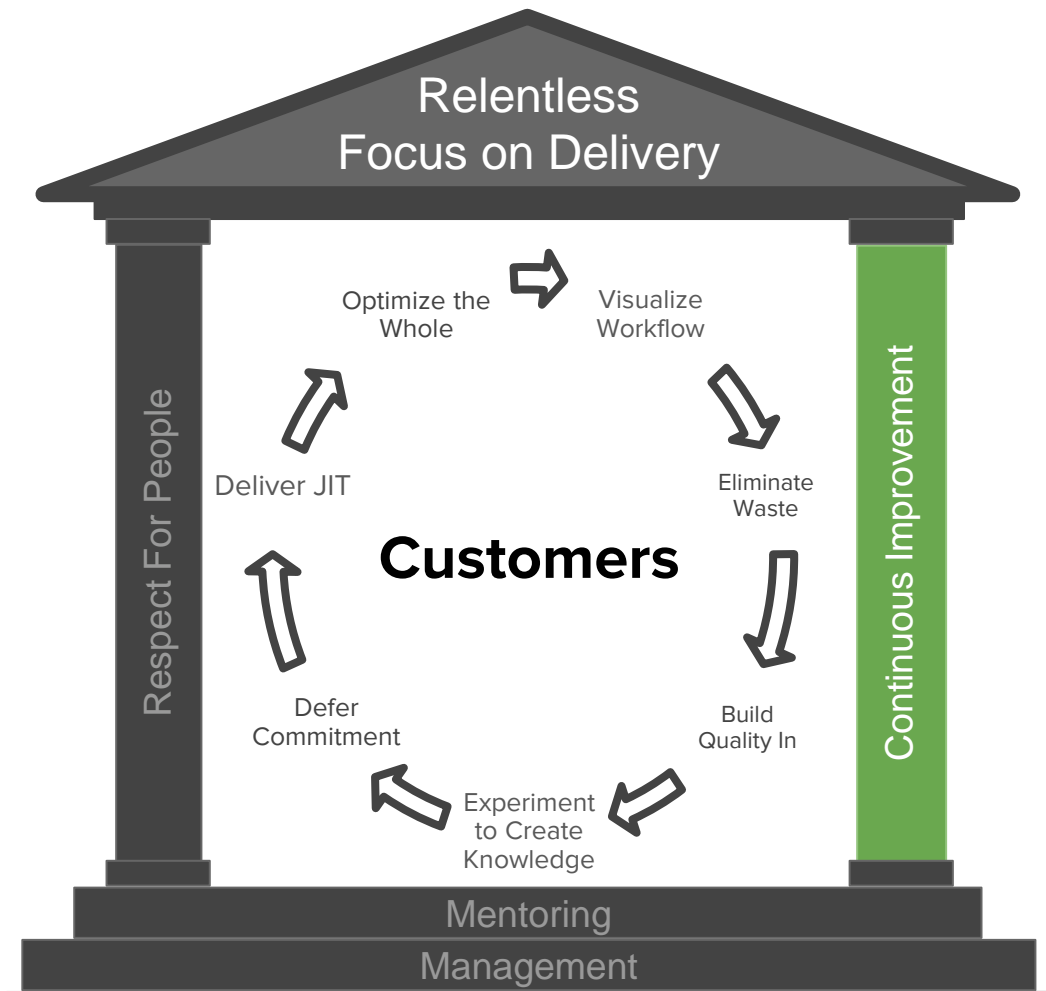 Relentless
Focus on Delivery
Optimize the
Whole
Visualize
Workflow
Eliminate
Waste
Build
Quality In
Experiment
to Create
Knowledge
Defer
Commitment
Deliver JIT
Customers
Respect For People
Continuous Improvement
Mentoring
Management